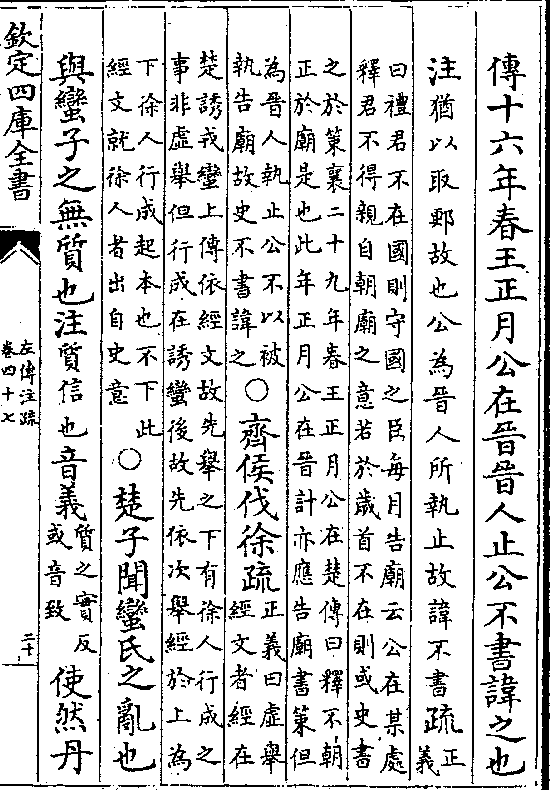 傳十六年春王正月公在晉晉人止公不書諱之也
注猶以取郠故也公為晉人所執止故諱不書疏正義
曰禮君不在國則守國之臣每月告廟云公在某處
釋君不得親自朝廟之意若於歲首不在則或史書
之於策襄二十九年春王正月公在楚傳曰釋不朝
正於廟是也此年正月公在晉計亦應告廟書策但
為晉人執止公不以被
執告廟故史不書諱之
○齊侯伐徐疏
正義曰虛舉
經文者經在
楚誘戎蠻上傳依經文故先舉之下有徐人行成之
事非虛舉但行成在誘蠻後故先依次舉經於上為
下徐人行成起本也不下此
經文就徐人者出自史意
○楚子聞蠻氏之亂也
與蠻子之無質也注質信也音義
質之實反
或音致
使然丹
欽定四庫全書
左傳注疏
卷四十七
二十